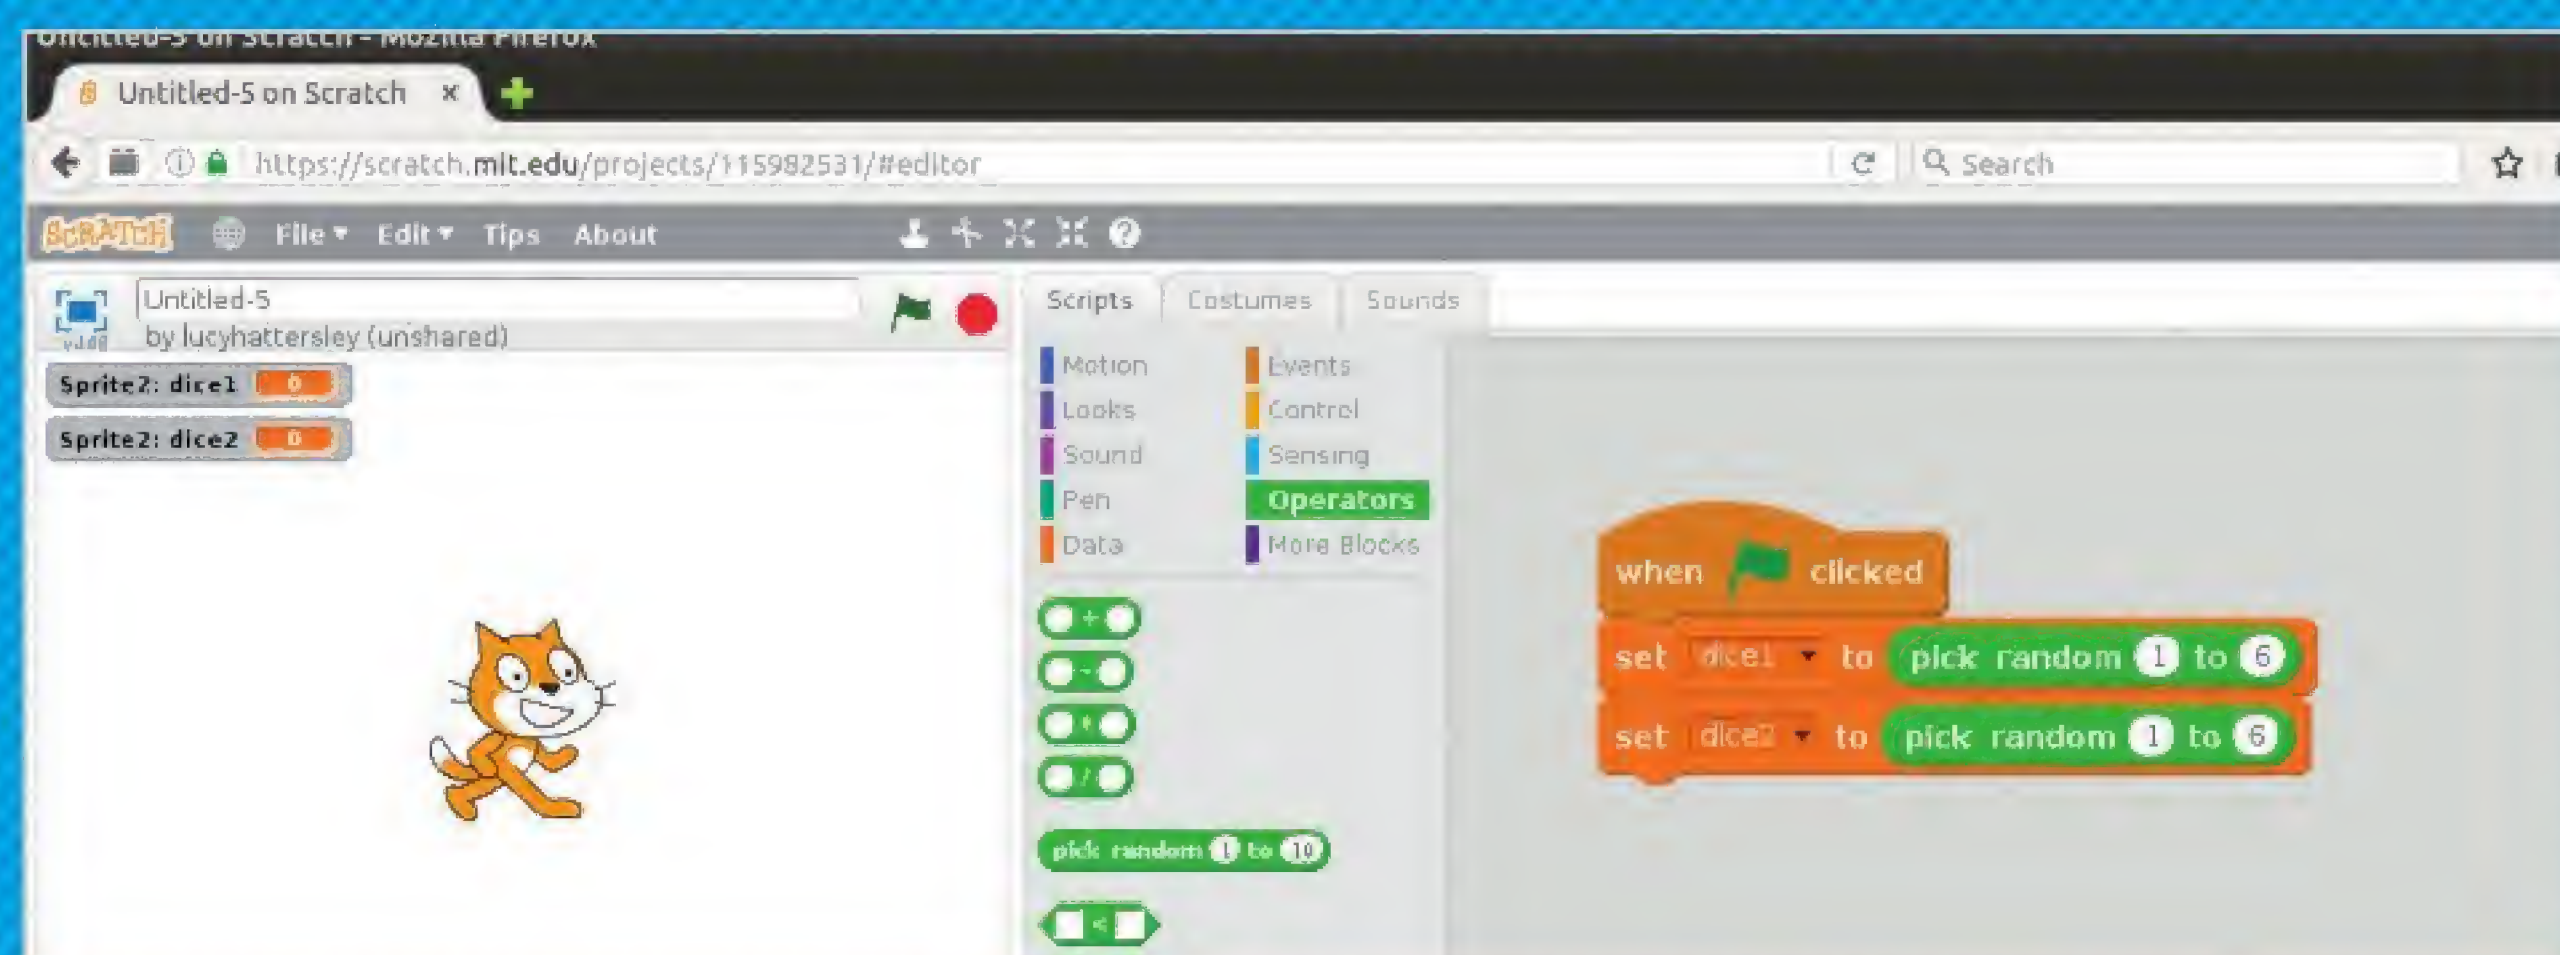 Untitled-5 on Scratch - Mozilla Firefox
Untitled-5 on Scratch
https://scratch.mit.edu/projects/115982531/#editor
Search
SCRATCH
File Edit Tips About
Untitled-5
by lucyhattersley (unshared)
Sprite2: dice1 0
Sprite2: dice2 0
Scripts Costumes Sounds
Motion Events
Looks Control
Sound Sensing
Pen Operators
Data More Blocks
+
-
*
/
pick random 1 to 10
<
when clicked
set dice1 to pick random 1 to 6
set dice2 to pick random 1 to 6